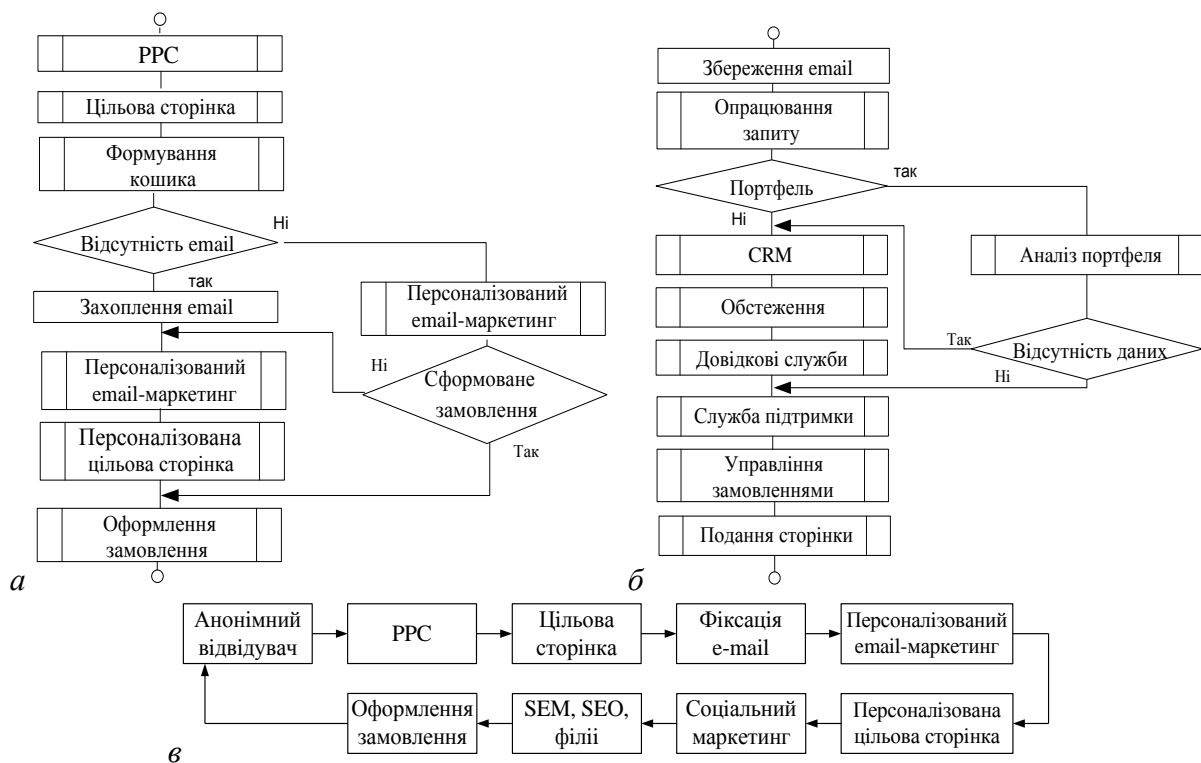 PPC
Цільова сторінка
Формування
кошика
Відсутність email
Ні
так
Захоплення email
Персоналізований
email-маркетинг
Ні
Сформоване
замовлення
Так
Персоналізований
email-маркетинг
Персоналізована
цільова сторінка
Оформлення
замовлення
а
Збереження email
Опрацювання
запиту
Портфель
так
Ні
CRM
Аналіз портфеля
Обстеження
Довідкові служби
Так
Відсутність даних
Ні
Служба підтримки
Управління
замовленнями
Подання сторінки
б
Анонімний
відвідувач
PPC
Цільова
сторінка
Фіксація
e-mail
Персоналізований
email-маркетинг
Оформлення
замовлення
SEM, SEO,
філії
Соціальний
маркетинг
Персоналізована
цільова сторінка
в